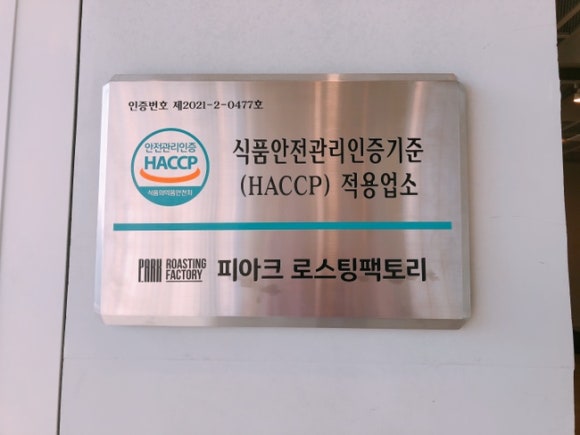 인증번호 제2021-2-0477호
안전관리인증
HACCP
식품의약품안전처
식품안전관리인증기준
(HACCP) 적용업소
PARK ROASTING
FACTORY
피아크 로스팅팩토리